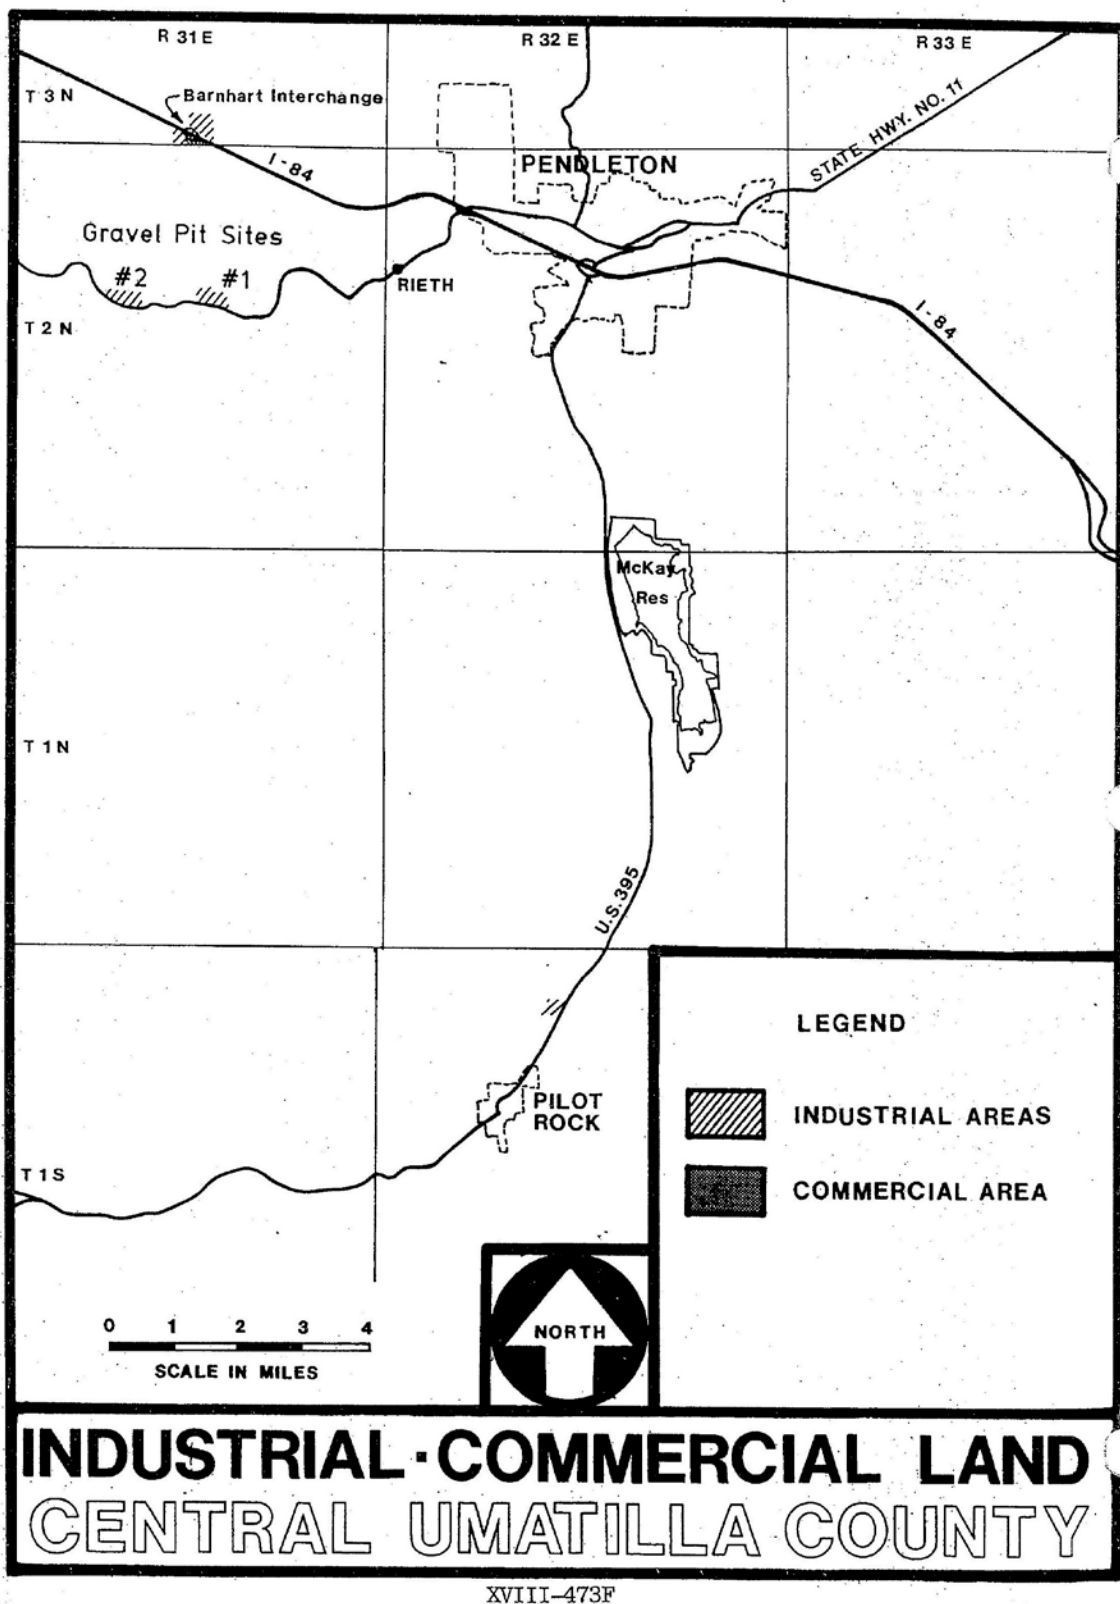 R 31 E
R 32 E
R 33 E
T 3 N
Barnhart Interchange
STATE HWY. NO. 11
I-84
PENDLETON
Gravel Pit Sites
#2
#1
RIETH
T 2 N
I-84
McKay
Res
T 1 N
U.S. 395
LEGEND
PILOT
ROCK
INDUSTRIAL AREAS
T 1 S
COMMERCIAL AREA
0 1 2 3 4
SCALE IN MILES
NORTH
INDUSTRIAL · COMMERCIAL LAND
CENTRAL UMATILLA COUNTY
XVIII-473F